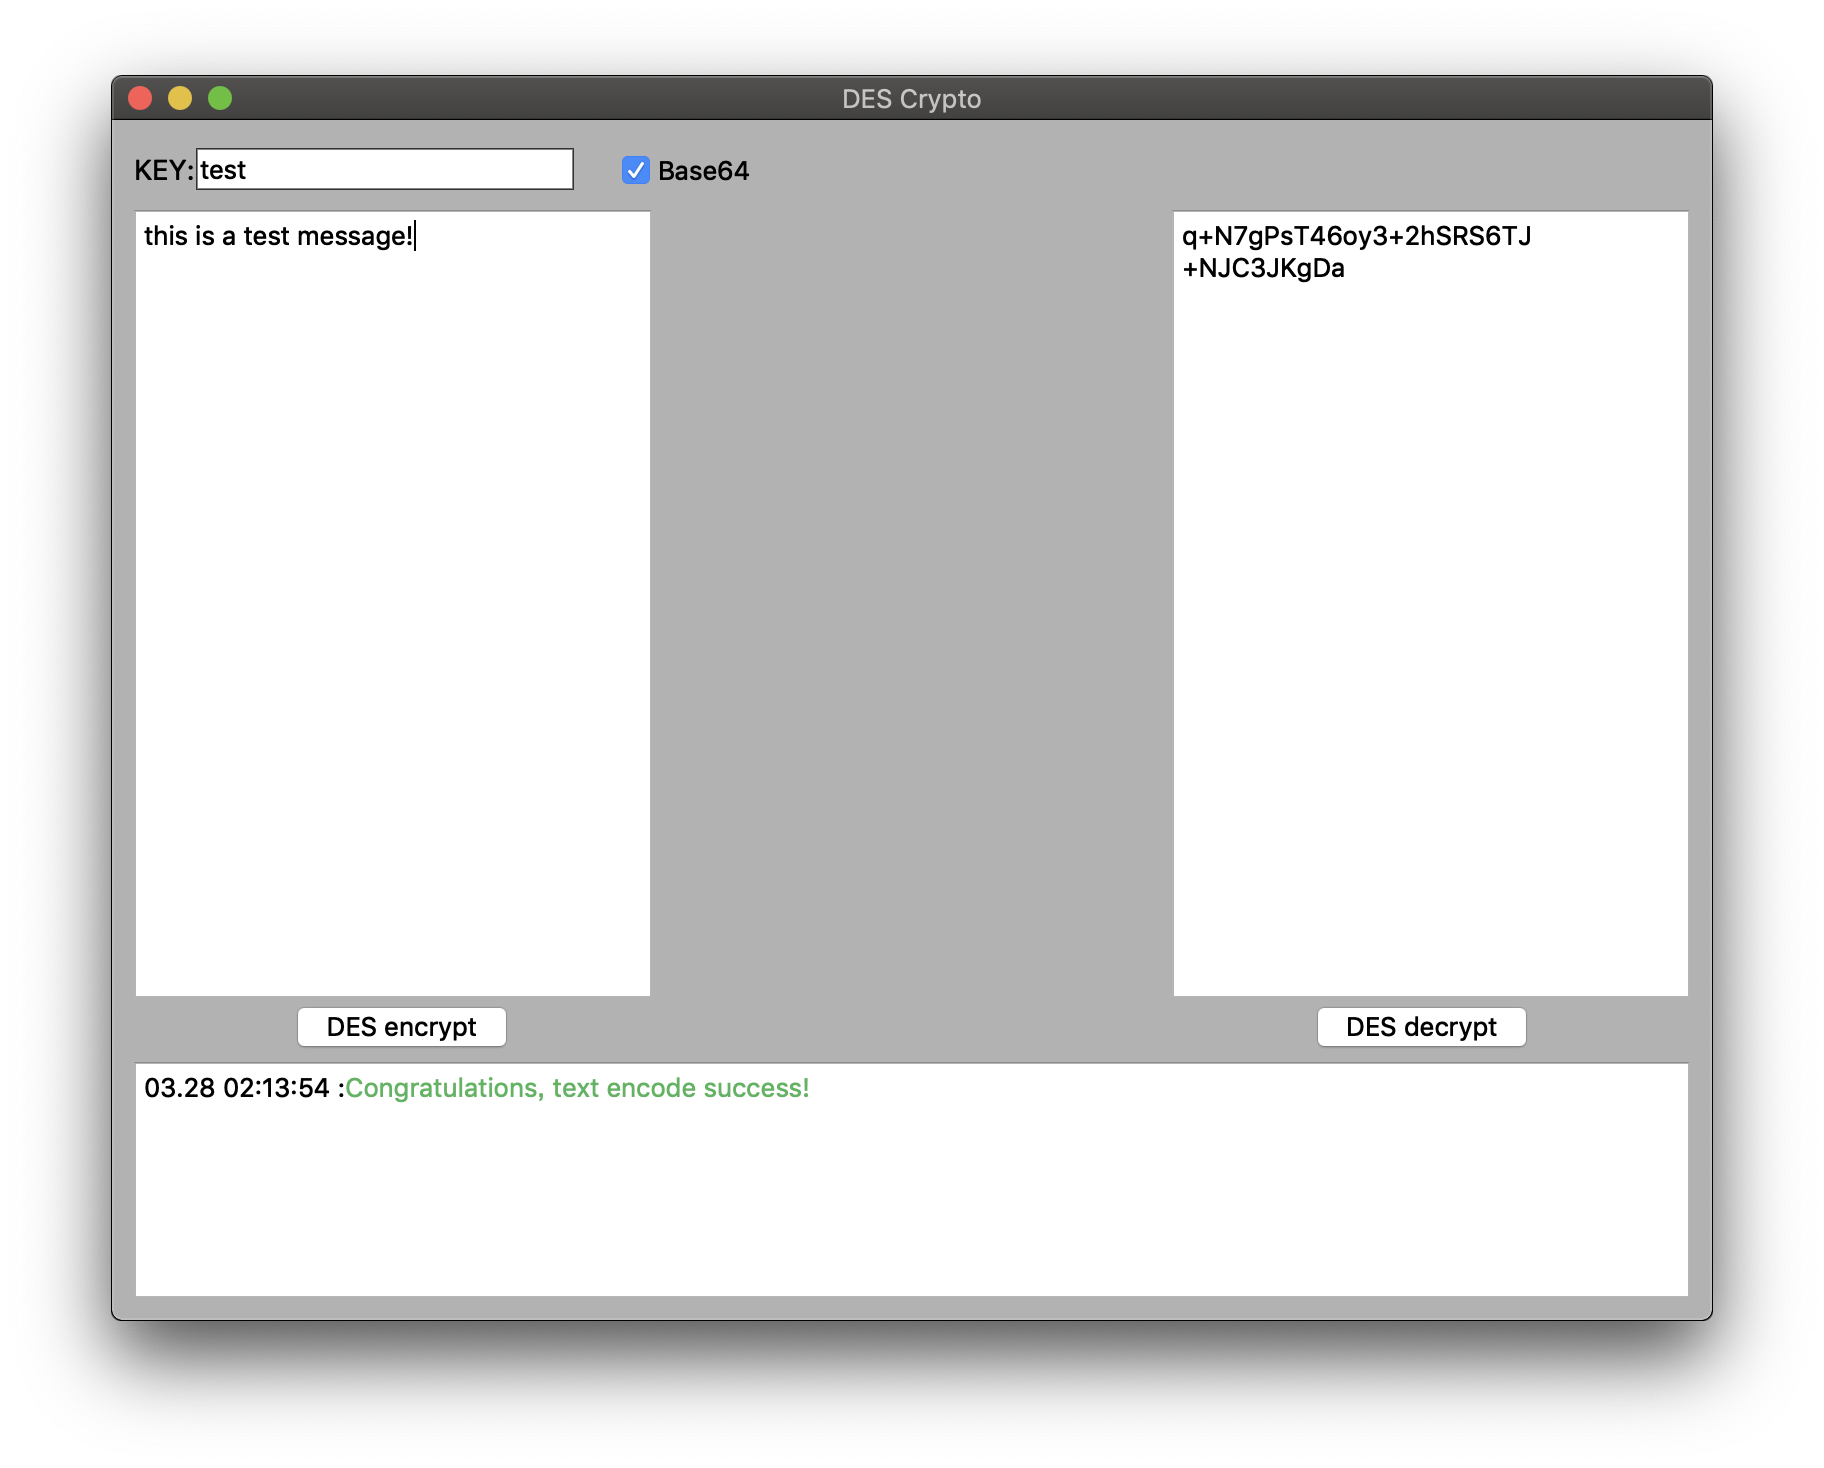 DES Crypto
KEY: test
Base64
this is a test message!
q+N7gPsT46oy3+2hSRS6TJ
+NJC3JKgDa
DES encrypt
DES decrypt
03.28 02:13:54 :Congratulations, text encode success!